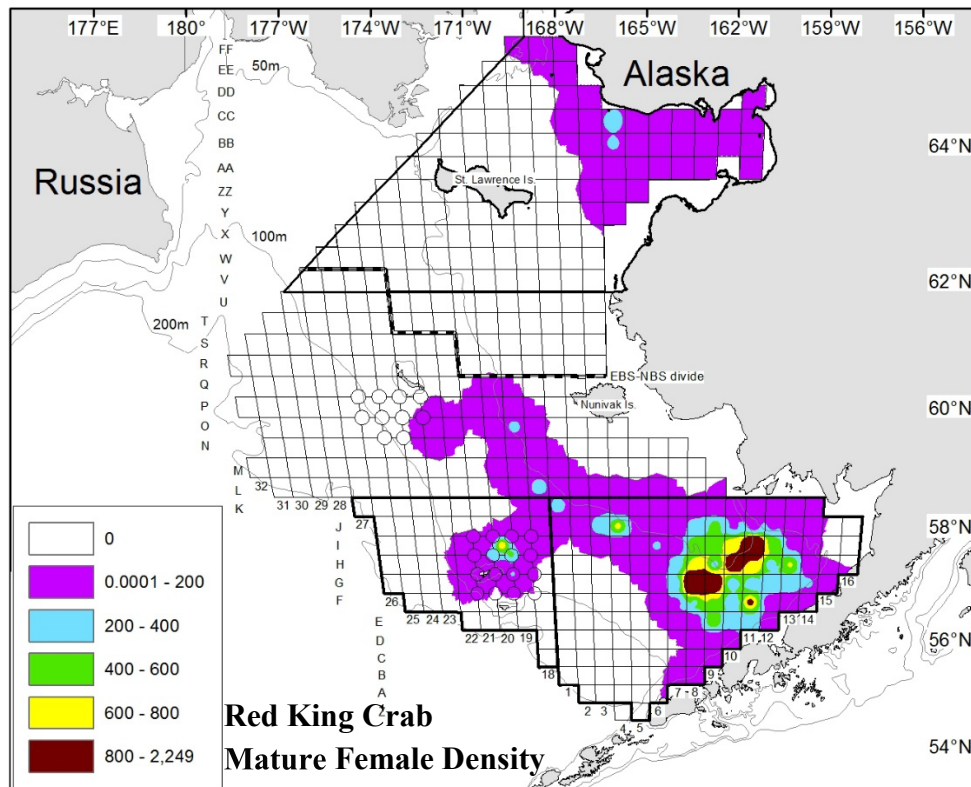 177°E 180° 177°W 174°W 171°W 168°W 165°W 162°W 159°W 156°W
FF
EE
DD
CC
BB
AA
ZZ
Y
X
W
V
U
T
S
R
Q
P
O
N
M
L
K
50m
Alaska
64°N
Russia
St. Lawrence Is.
100m
62°N
200m
EBS-NBS divide
60°N
Nunivak Is.
32
31 30 29 28
27
J
I
H
G
F
58°N
26
25 24 23
22 21 20 19
18
E
D
C
B
A
Z
16
15
13 14
11 12
10
9
7 8
6
1
2 3
4 5
56°N
54°N
0
0.0001 - 200
200 - 400
400 - 600
600 - 800
800 - 2,249
Red King Crab
Mature Female Density